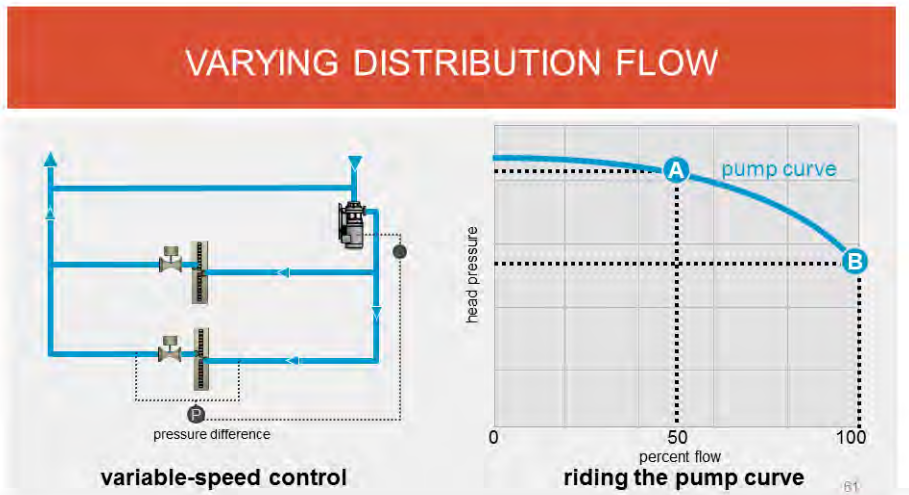 VARYING DISTRIBUTION FLOW
P
pressure difference
variable-speed control
A
pump curve
B
head pressure
0
50
100
percent flow
riding the pump curve
61